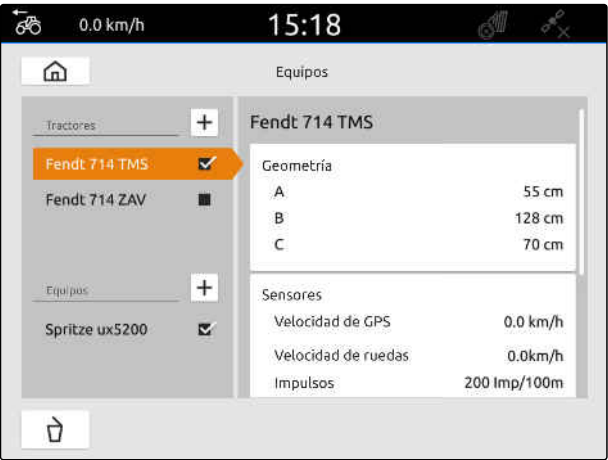 0.0 km/h 15:18
Equipos
Tractores
Fendt 714 TMS
Fendt 714 ZAV
Equipos
Spritze ux5200
Fendt 714 TMS
Geometría
A 55 cm
B 128 cm
C 70 cm
Sensores
Velocidad de GPS 0.0 km/h
Velocidad de ruedas 0.0km/h
Impulsos 200 Imp/100m